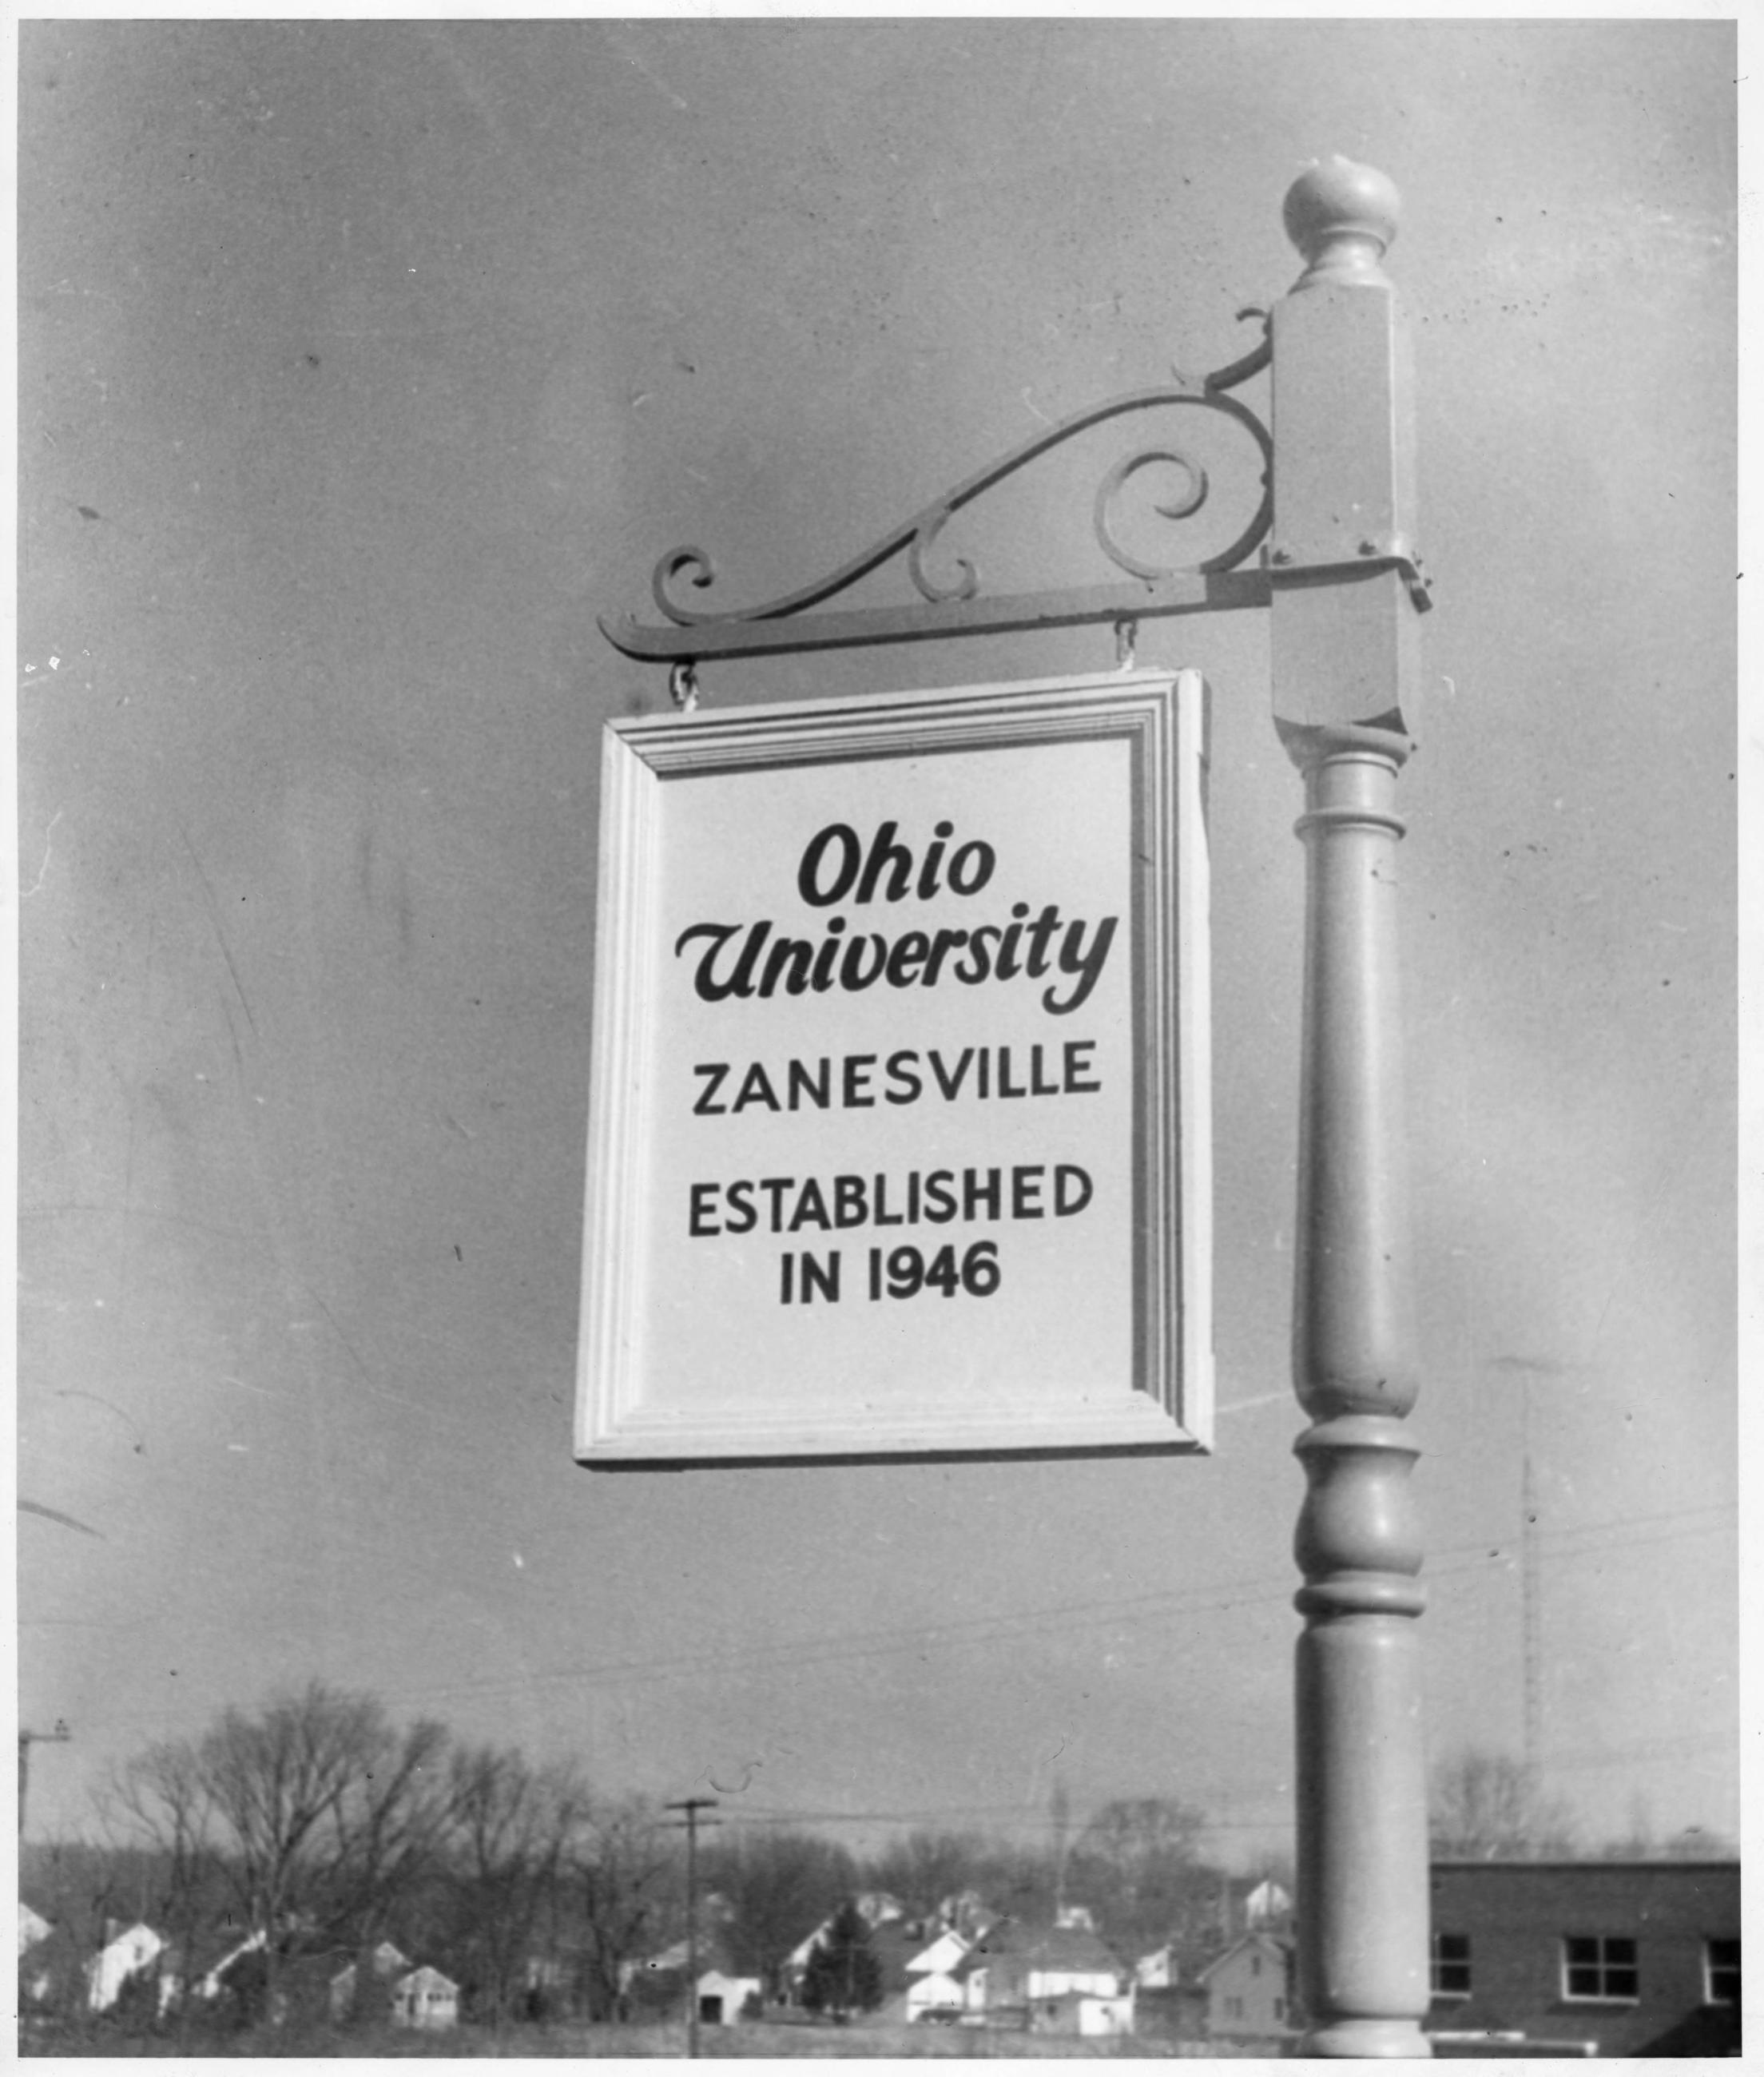 Ohio
University
ZANESVILLE
ESTABLISHED
IN 1946